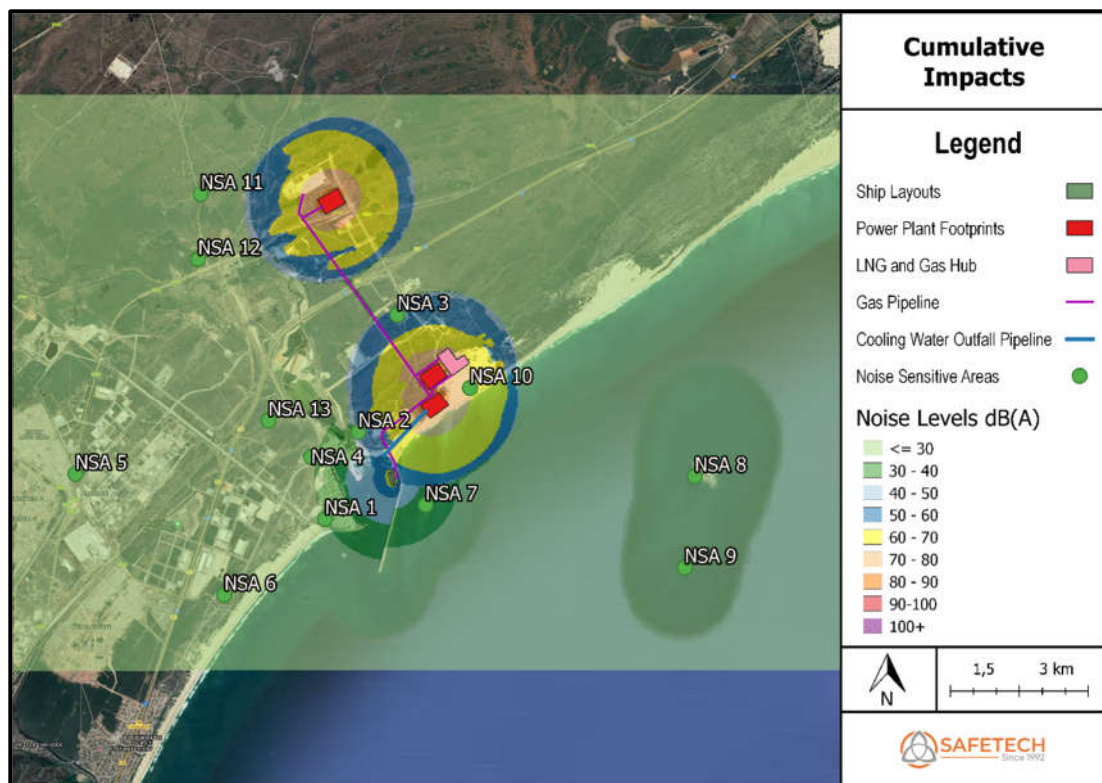 Cumulative
Impacts
Legend
Ship Layouts
Power Plant Footprints
LNG and Gas Hub
Gas Pipeline
Cooling Water Outfall Pipeline
Noise Sensitive Areas
Noise Levels dB(A)
<= 30
30 - 40
40 - 50
50 - 60
60 - 70
70 - 80
80 - 90
90-100
100+
N
1,5 3 km
SAFETECH
Since 1992
NSA 11
NSA 12
NSA 3
NSA 10
NSA 13
NSA 2
NSA 4
NSA 5
NSA 8
NSA 7
NSA 1
NSA 9
NSA 6